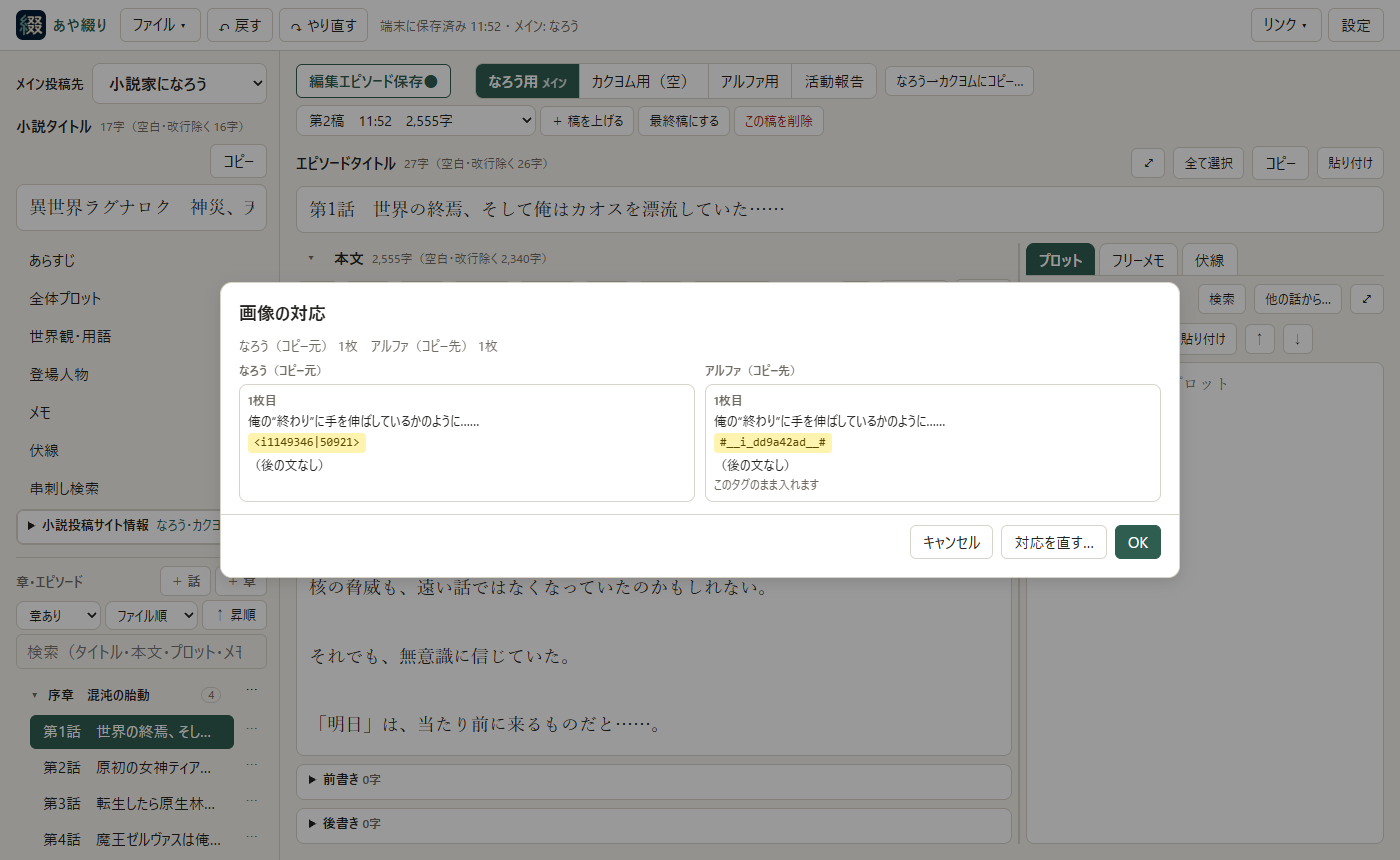 綴 あや綴り ファイル ▾ 戻す やり直す 端末に保存済み 11:52・メイン: なろう リンク ▾ 設定
メイン投稿先 小説家になろう
小説タイトル 17字（空白・改行除く16字）
コピー
異世界ラグナロク　神災、
あらすじ
全体プロット
世界観・用語
登場人物
メモ
伏線
串刺し検索
▶ 小説投稿サイト情報 なろう・カクヨ
章・エピソード ＋ 話 ＋ 章
章あり ファイル順 ↑ 昇順
検索（タイトル・本文・プロット・メモ
▾ 序章　混沌の胎動 4 …
第1話　世界の終焉、そし… …
第2話　原初の女神ティア… …
第3話　転生したら原生林… …
第4話　魔王ゼルヴァスは俺… …
編集エピソード保存● なろう用 メイン カクヨム用（空） アルファ用 活動報告 なろう→カクヨムにコピー…
第2稿　11:52　2,555字 ＋ 稿を上げる 最終稿にする この稿を削除
エピソードタイトル 27字（空白・改行除く26字） 全て選択 コピー 貼り付け
第1話　世界の終焉、そして俺はカオスを漂流していた……
▾ 本文 2,555字（空白・改行除く2,340字）
プロット フリーメモ 伏線
検索 他の話から…
貼り付け ↑ ↓
ロット
画像の対応
なろう（コピー元） 1枚　アルファ（コピー先） 1枚
なろう（コピー元）
1枚目
俺の“終わり”に手を伸ばしているかのように……
<i1149346|50921>
（後の文なし）
アルファ（コピー先）
1枚目
俺の“終わり”に手を伸ばしているかのように……
#__i_dd9a42ad__#
（後の文なし）
このタグのまま入れます
キャンセル 対応を直す... OK
核の脅威も、遠い話ではなくなっていたのかもしれない。
それでも、無意識に信じていた。
「明日」は、当たり前に来るものだと……。
▶ 前書き 0字
▶ 後書き 0字